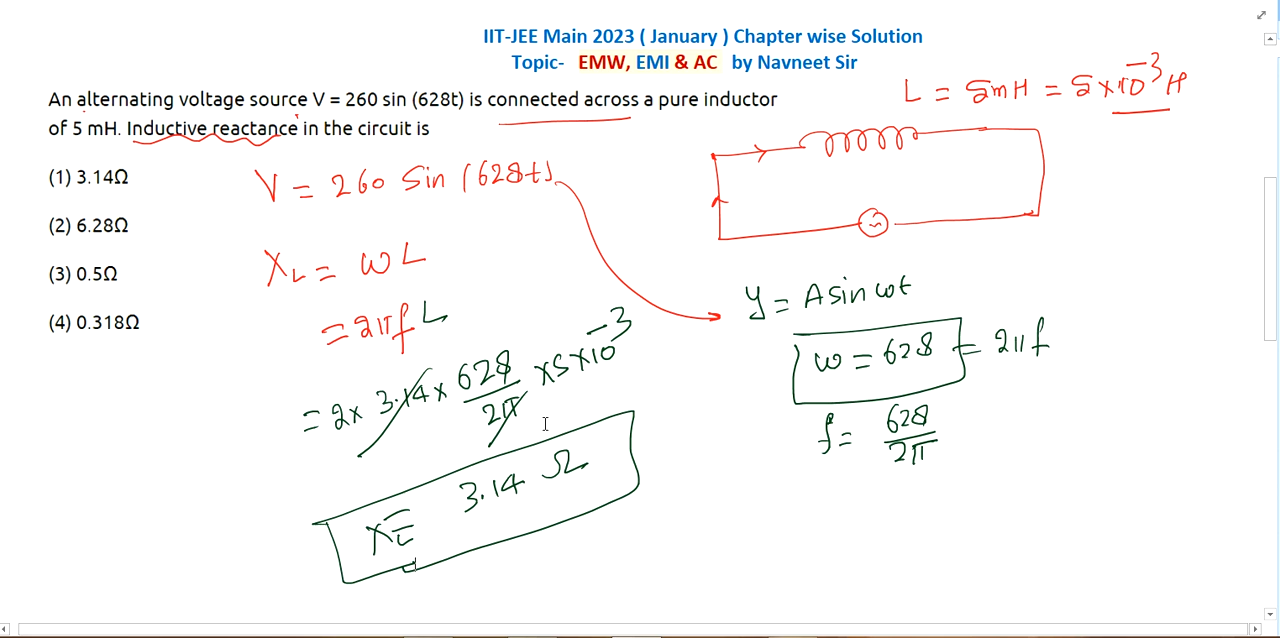 IIT-JEE Main 2023 ( January ) Chapter wise Solution
Topic- EMW, EMI & AC by Navneet Sir
An alternating voltage source V = 260 sin (628t) is connected across a pure inductor
of 5 mH. Inductive reactance in the circuit is
L = 5mH = 5×10⁻³ H
(1) 3.14Ω
(2) 6.28Ω
(3) 0.5Ω
(4) 0.318Ω
V = 260 Sin (628t)
X_L = ωL
= 2πf L
= 2× 3.14 × 628/2π ×5×10⁻³
X_L = 3.14 Ω
y = A sin ωt
ω = 628 = 2πf
f = 628/2π